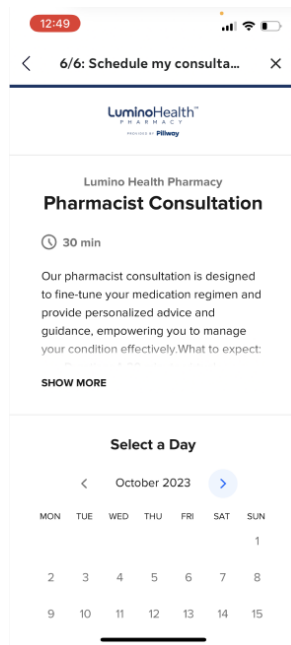 12:49
6/6: Schedule my consulta...
LuminoHealth™
PHARMACY
PROVIDED BY Pillway
Lumino Health Pharmacy
Pharmacist Consultation
30 min
Our pharmacist consultation is designed
to fine-tune your medication regimen and
provide personalized advice and
guidance, empowering you to manage
your condition effectively.What to expect:
SHOW MORE
Select a Day
October 2023
MON TUE WED THU FRI SAT SUN
1
2 3 4 5 6 7 8
9 10 11 12 13 14 15